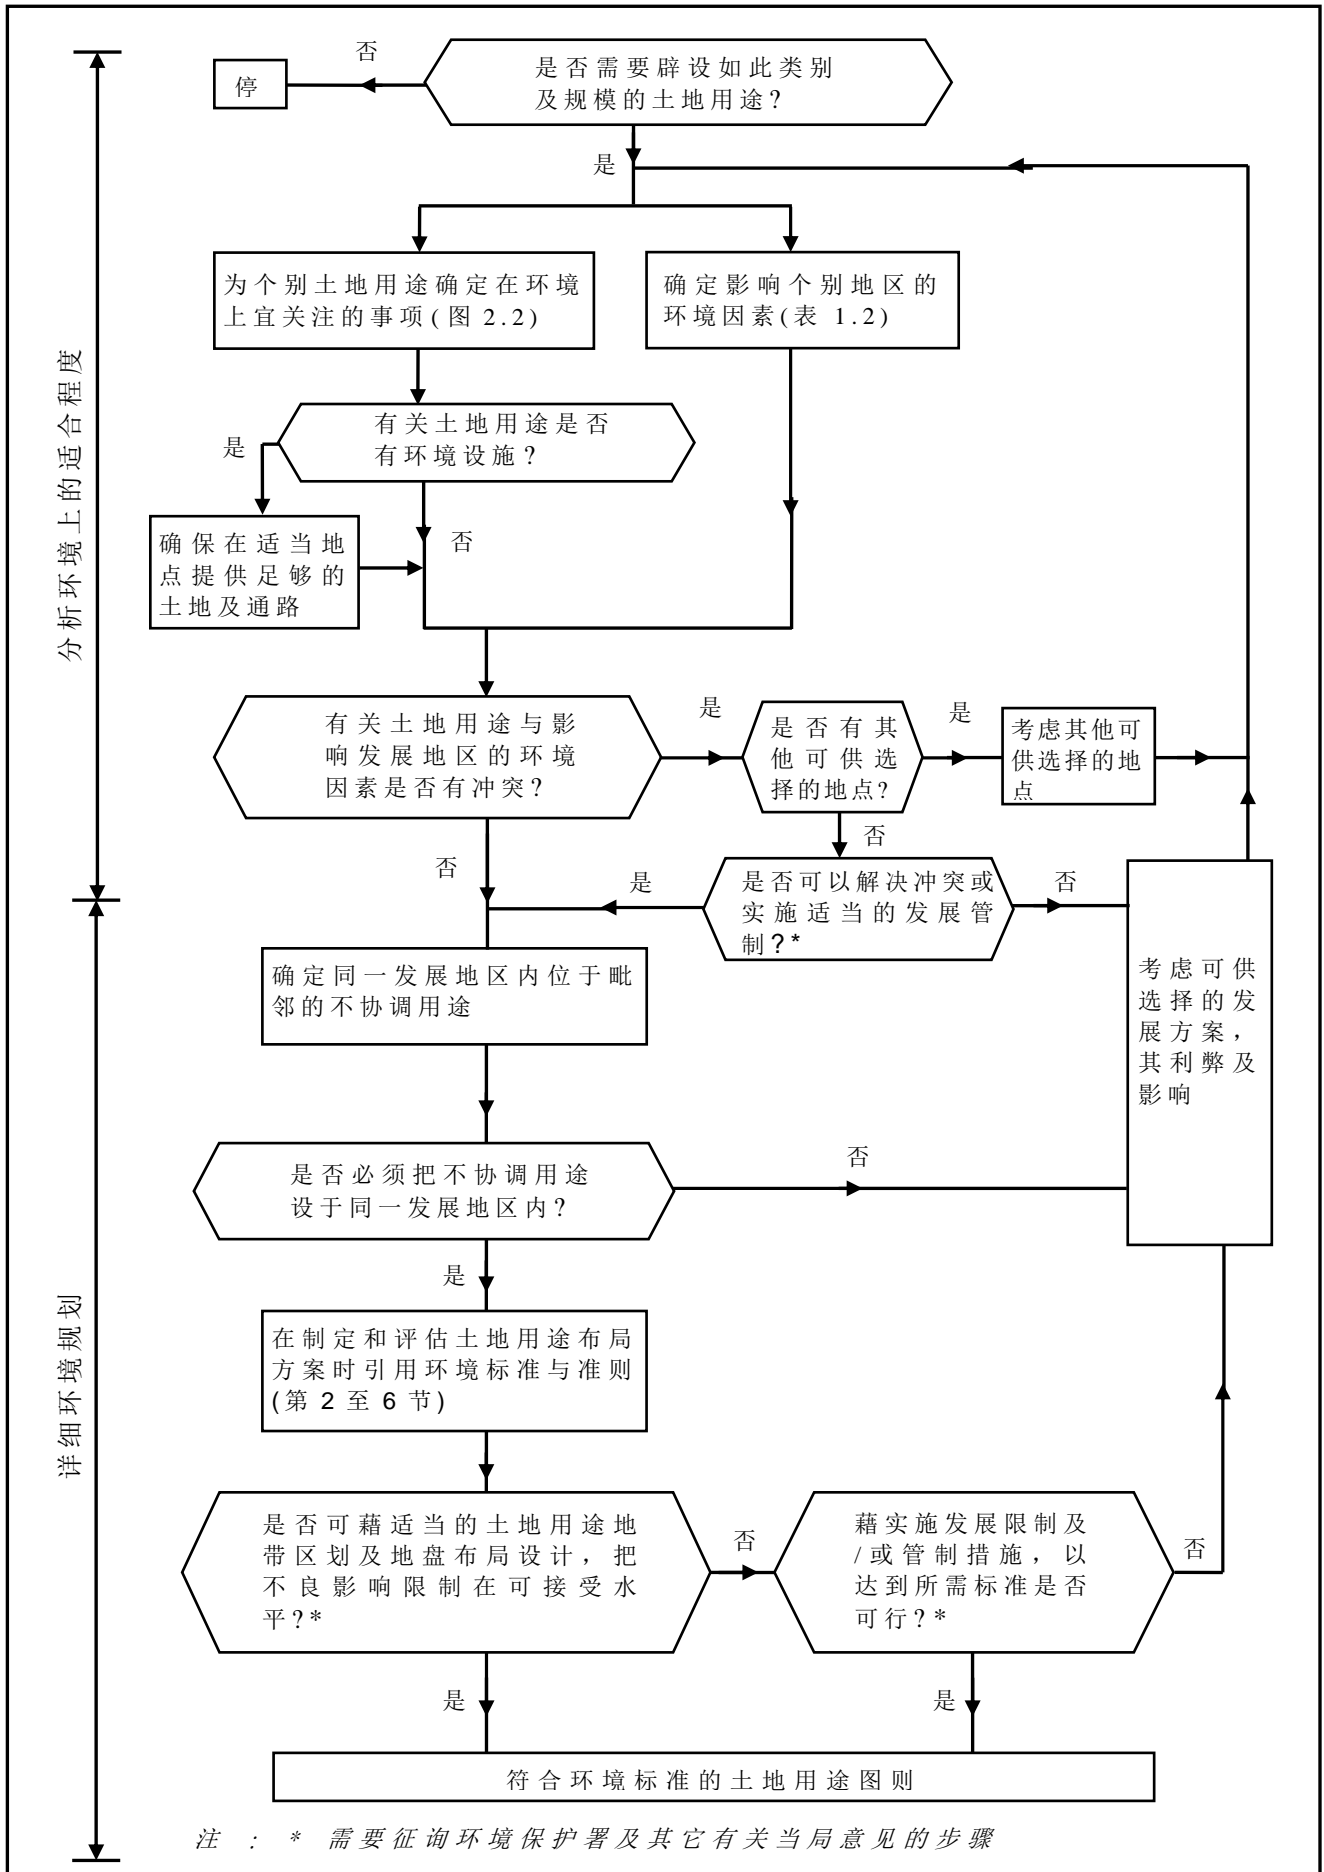 否
停
是否需要辟设如此类别
及规模的土地用途?
是
为个别土地用途确定在环境
上宜关注的事项(图 2.2)
确定影响个别地区的
环境因素(表 1.2)
分析环境上的适合程度
有关土地用途是否
有环境设施?
是
否
确保在适当地
点提供足够的
土地及通路
有关土地用途与影
响发展地区的环境
因素是否有冲突?
是
是否有其
他可供选
择的地点?
是
考虑其他可
供选择的地
点
否
否
是
是否可以解决冲突或
实施适当的发展管
制?*
否
考虑可供
选择的发
展方案,
其利弊及
影响
确定同一发展地区内位于毗
邻的不协调用途
是否必须把不协调用途
设于同一发展地区内?
否
是
详细环境规划
在制定和评估土地用途布局
方案时引用环境标准与准则
(第 2 至 6 节)
是否可藉适当的土地用途地
带区划及地盘布局设计,把
不良影响限制在可接受水
平?*
否
藉实施发展限制及
/或管制措施,以
达到所需标准是否
可行?*
否
是
是
符合环境标准的土地用途图则
注 : * 需要征询环境保护署及其它有关当局意见的步骤